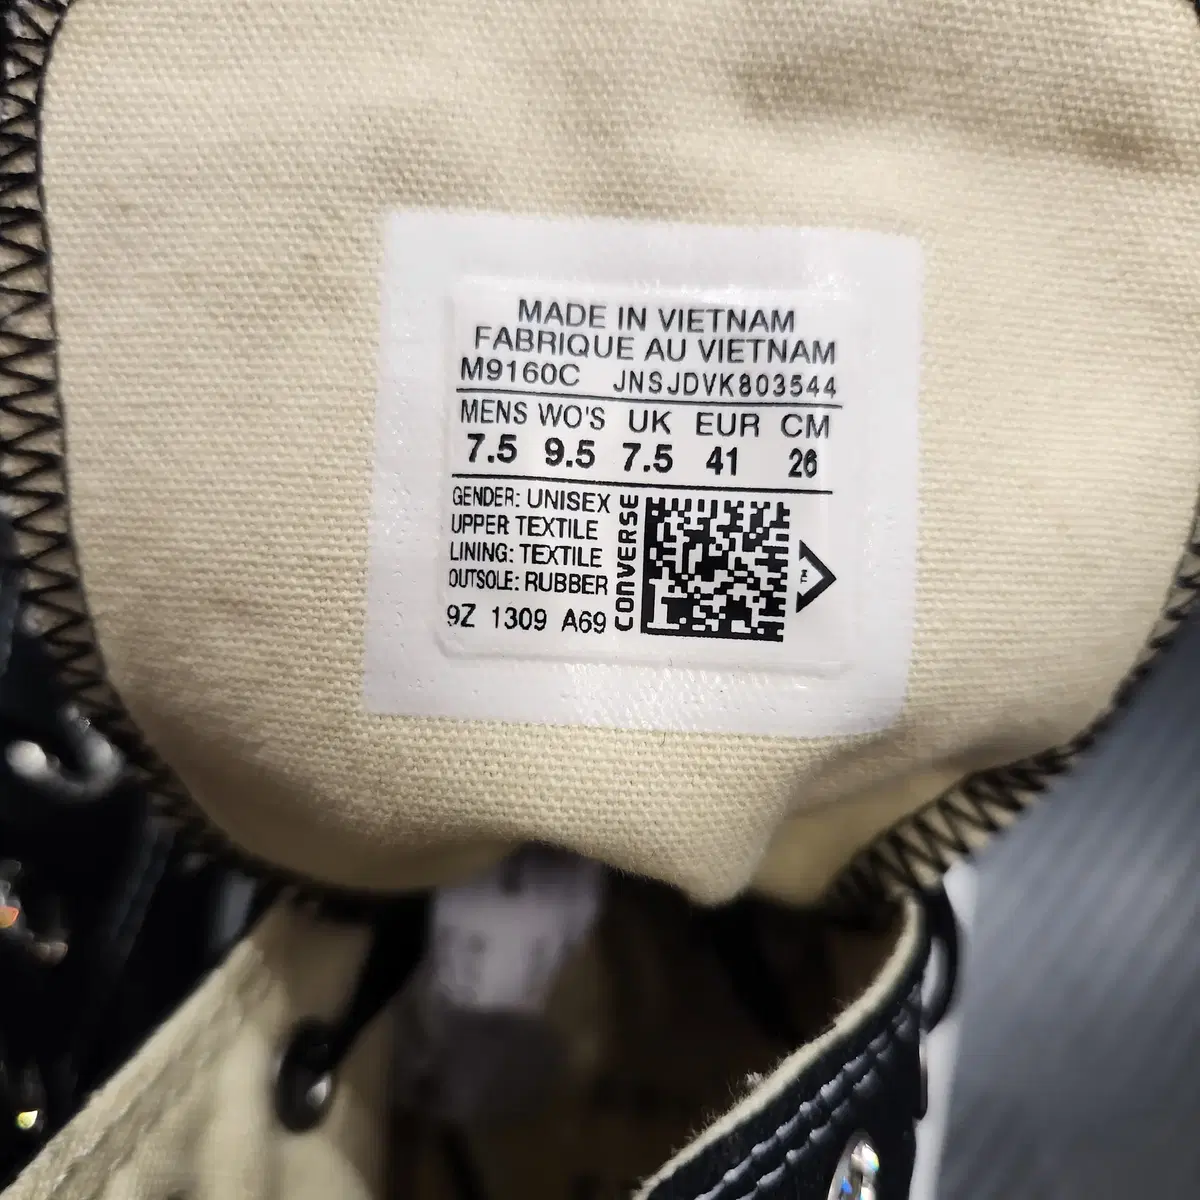 MADE IN VIETNAM
FABRIQUE AU VIETNAM
M9160C JNSJDVK803544
MENS WO'S UK EUR CM
7.5 9.5 7.5 41 26
GENDER: UNISEX
UPPER TEXTILE
LINING: TEXTILE
OUTSOLE: RUBBER
9Z 1309 A69
CONVERSE
TM